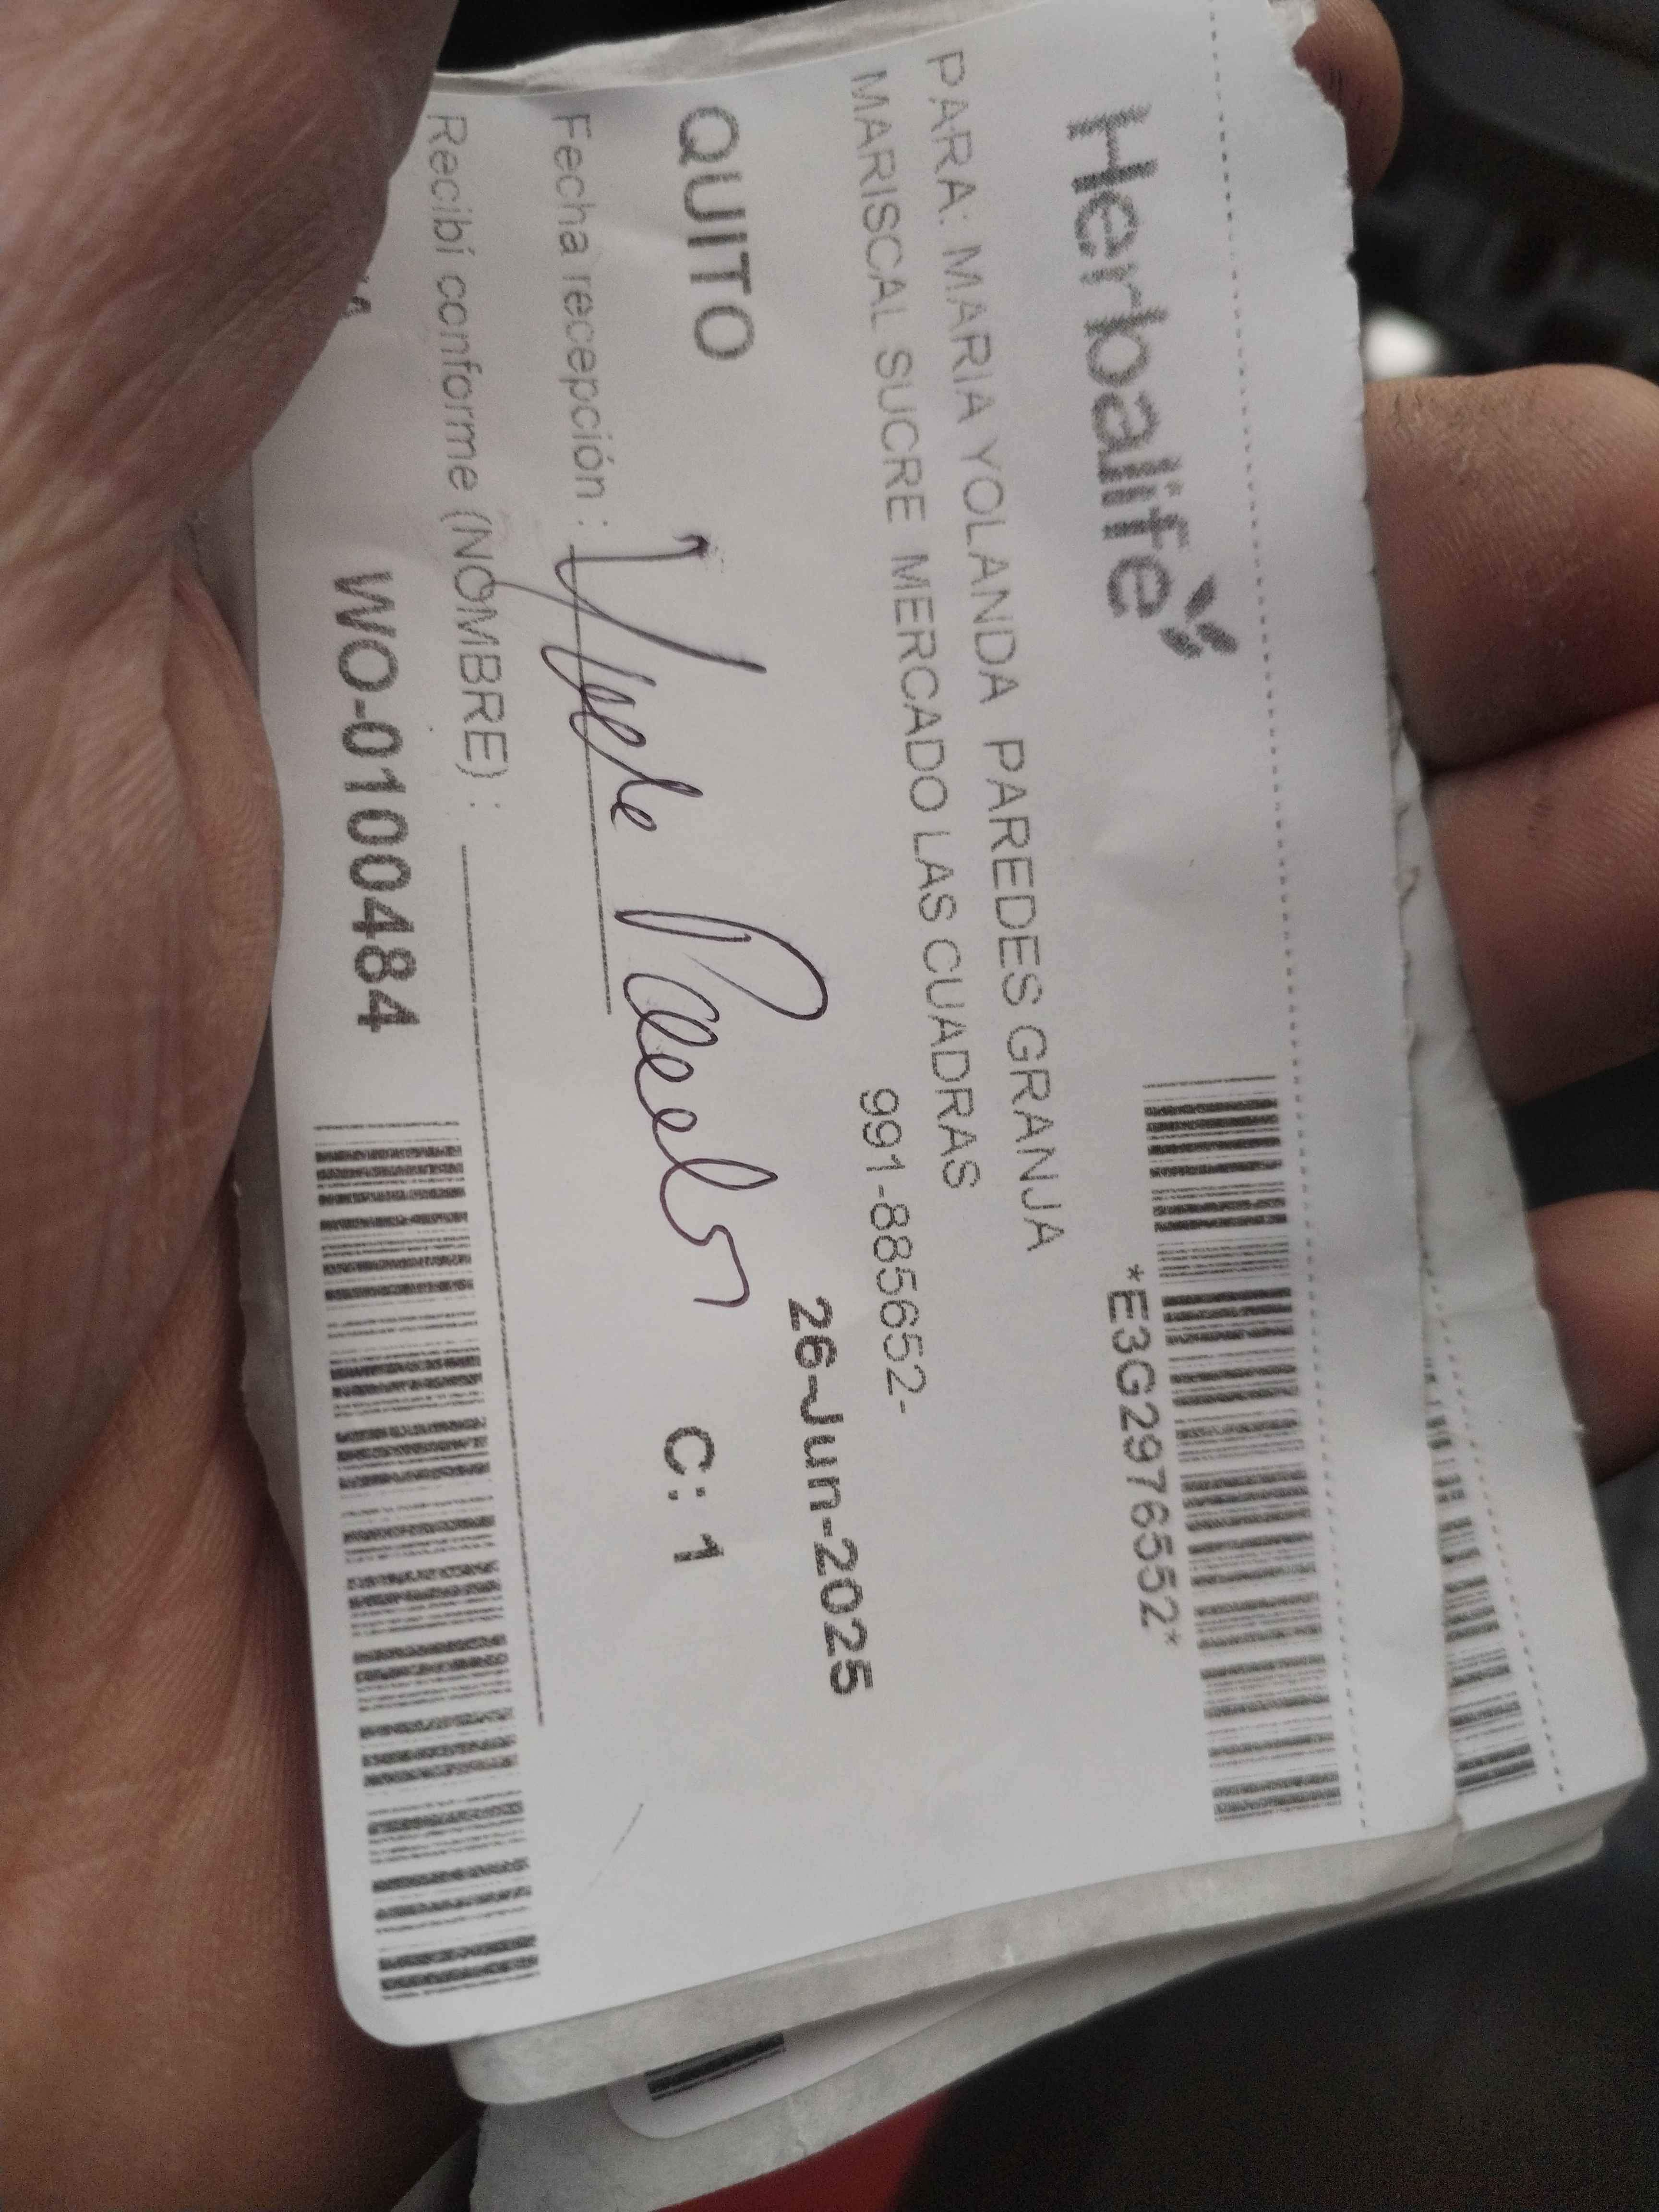 Herbalife
*E3G2976552*
PARA: MARIA YOLANDA PAREDES GRANJA
MARISCAL SUCRE MERCADO LAS CUADRAS
991-885652-
26-Jun-2025
QUITO
C: 1
Fecha recepción :
Recibí conforme (NOMBRE) :
WO-0100484